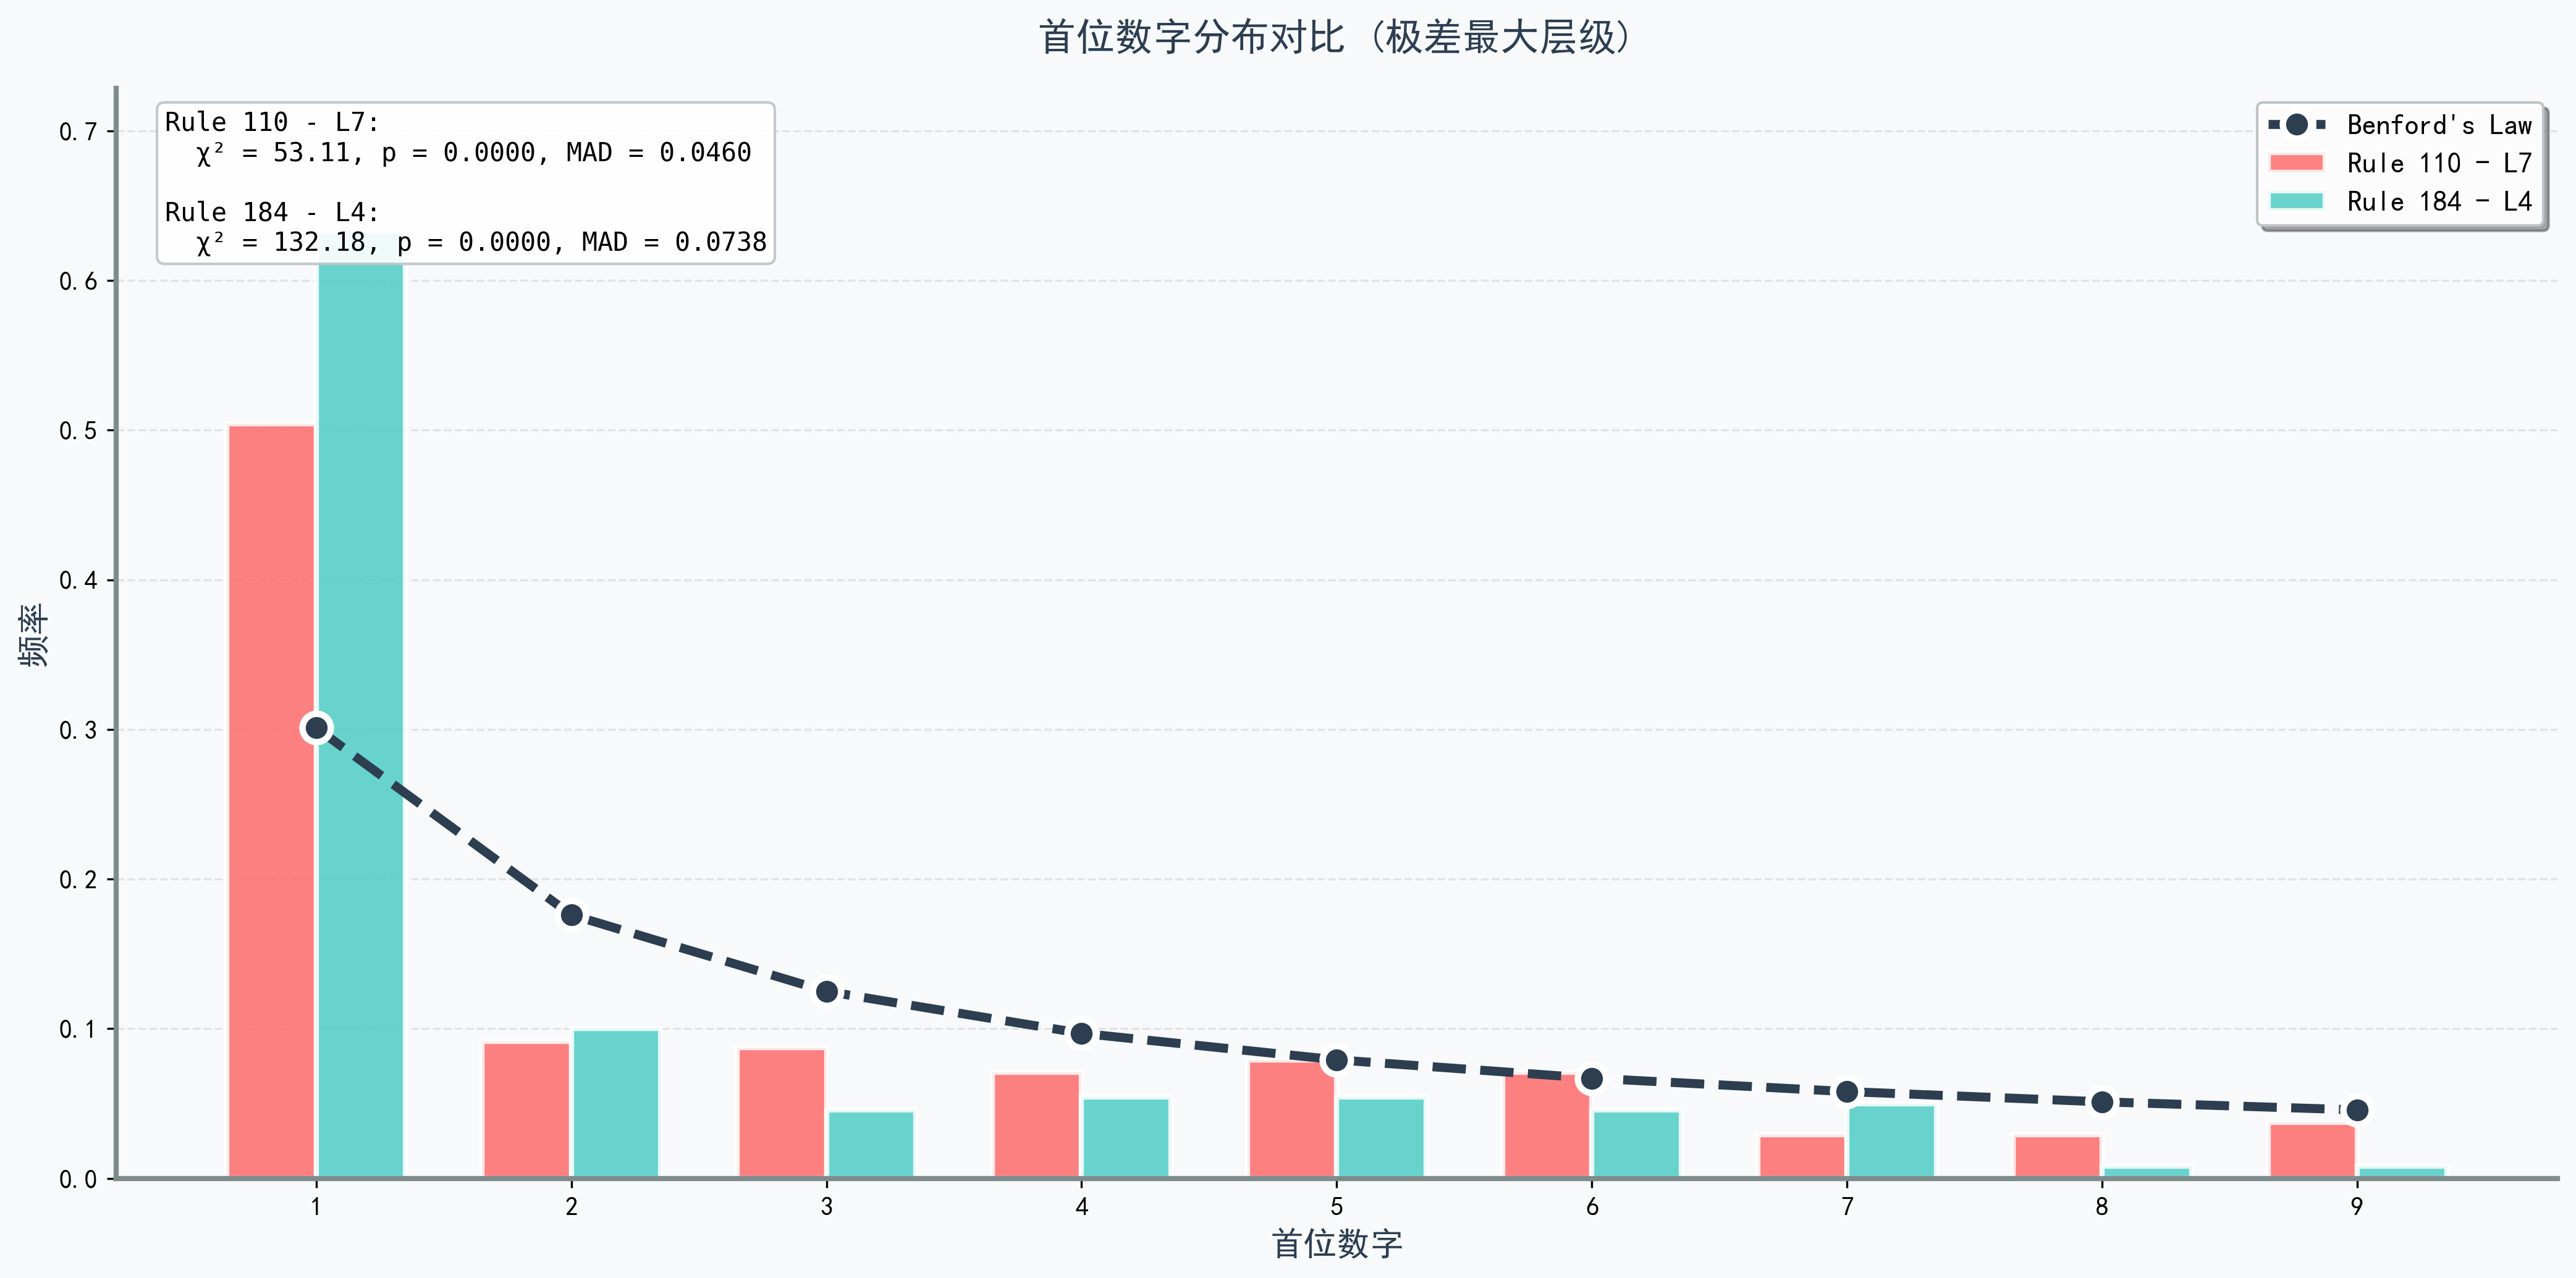 首位数字分布对比 (极差最大层级)
Rule 110 - L7:
χ² = 53.11, p = 0.0000, MAD = 0.0460
Rule 184 - L4:
χ² = 132.18, p = 0.0000, MAD = 0.0738
Benford's Law
Rule 110 – L7
Rule 184 – L4
频率
0.7
0.6
0.5
0.4
0.3
0.2
0.1
0.0
1 2 3 4 5 6 7 8 9
首位数字